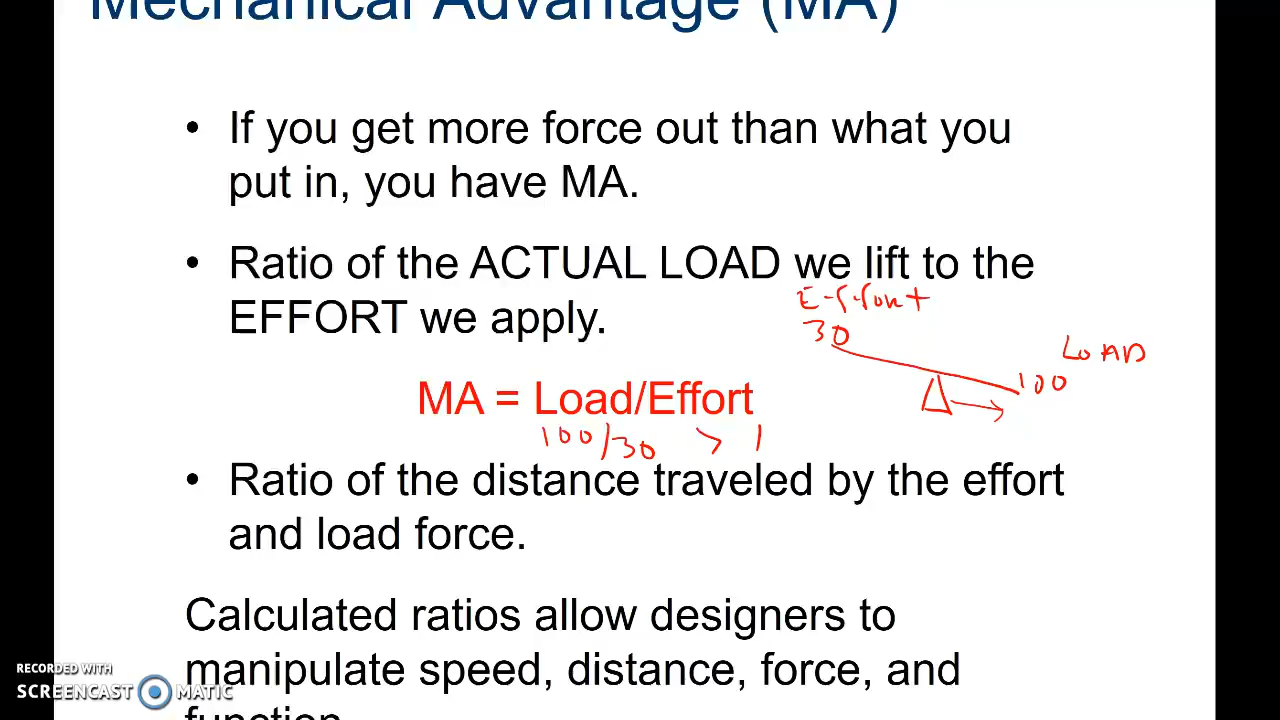 Mechanical Advantage (MA)
• If you get more force out than what you
put in, you have MA.
• Ratio of the ACTUAL LOAD we lift to the
EFFORT we apply.
Effort
30
LOAD
100
MA = Load/Effort
100/30 > 1
• Ratio of the distance traveled by the effort
and load force.
Calculated ratios allow designers to
manipulate speed, distance, force, and
function.
RECORDED WITH
SCREENCAST MATIC